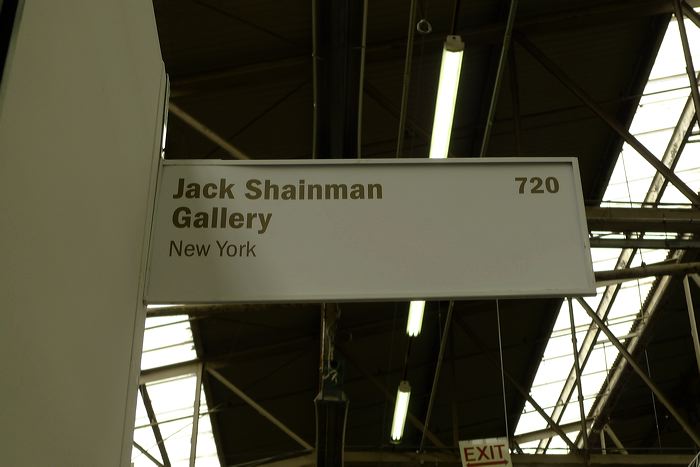 Jack Shainman 720
Gallery
New York
EXIT